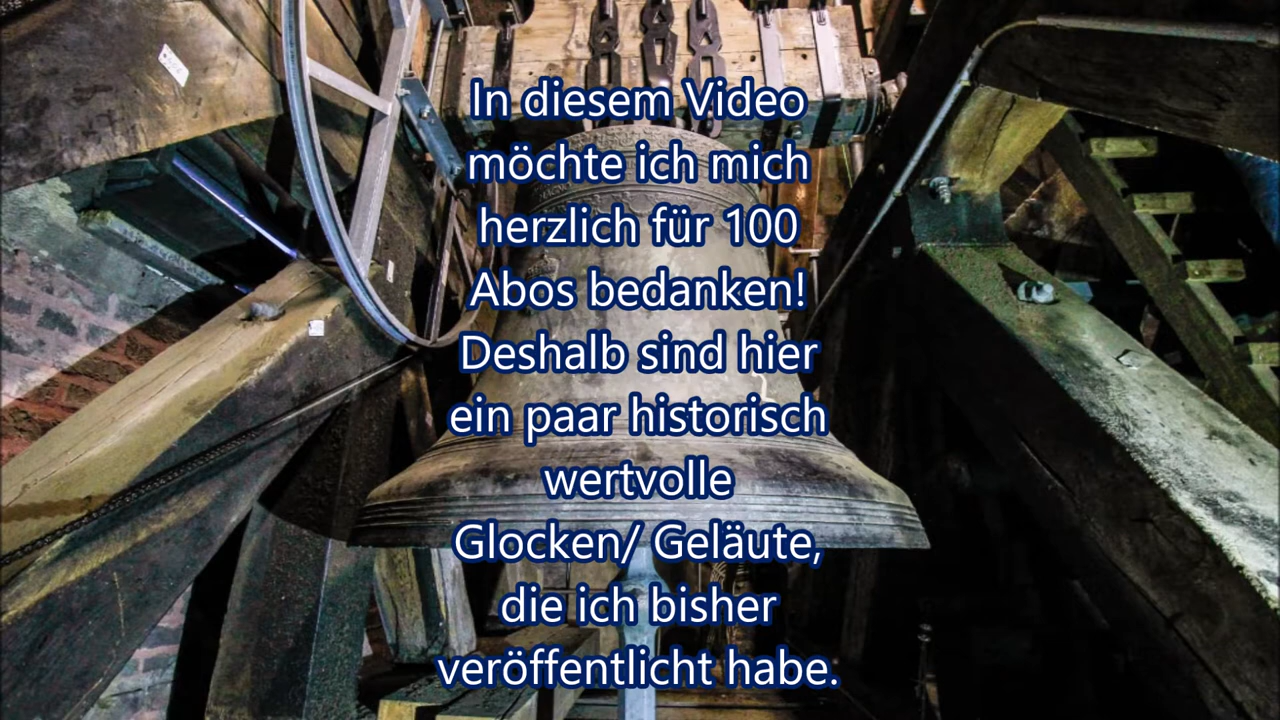 In diesem Video
möchte ich mich
herzlich für 100
Abos bedanken!
Deshalb sind hier
ein paar historisch
wertvolle
Glocken/ Geläute,
die ich bisher
veröffentlicht habe.